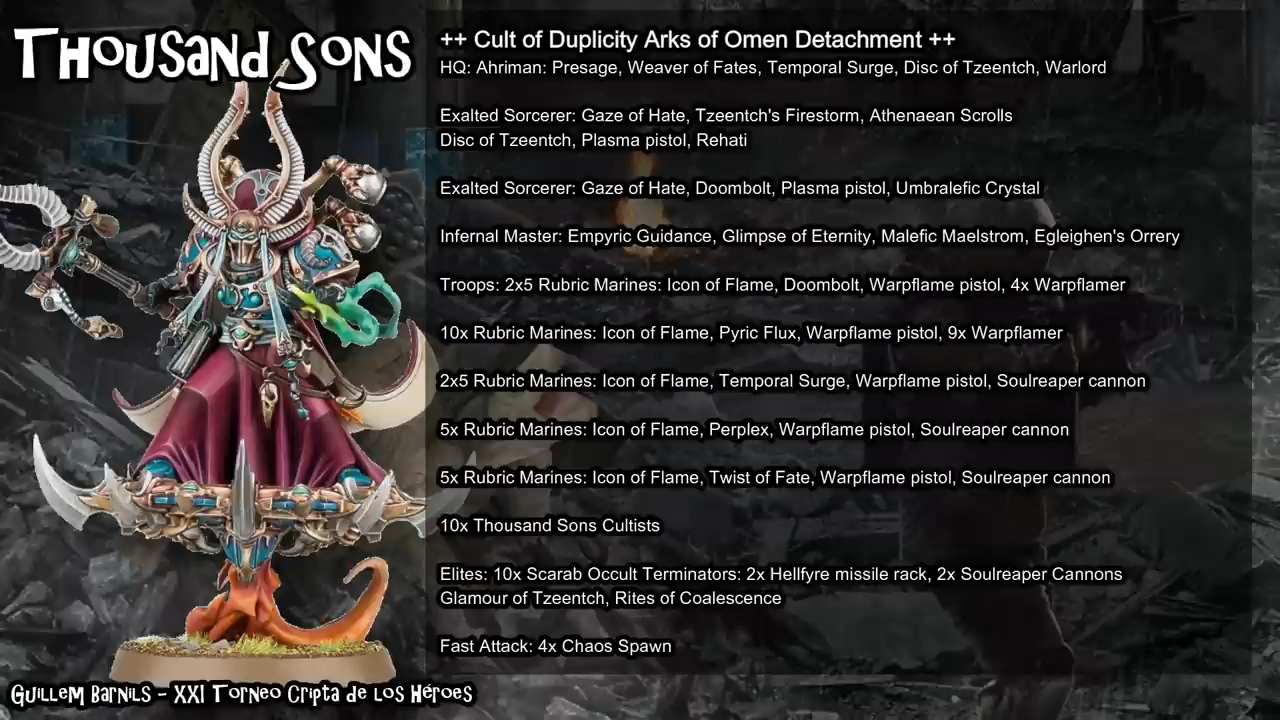 Thousand Sons
++ Cult of Duplicity Arks of Omen Detachment ++
HQ: Ahriman: Presage, Weaver of Fates, Temporal Surge, Disc of Tzeentch, Warlord
Exalted Sorcerer: Gaze of Hate, Tzeentch's Firestorm, Athenaean Scrolls
Disc of Tzeentch, Plasma pistol, Rehati
Exalted Sorcerer: Gaze of Hate, Doombolt, Plasma pistol, Umbralefic Crystal
Infernal Master: Empyric Guidance, Glimpse of Eternity, Malefic Maelstrom, Egleighen's Orrery
Troops: 2x5 Rubric Marines: Icon of Flame, Doombolt, Warpflame pistol, 4x Warpflamer
10x Rubric Marines: Icon of Flame, Pyric Flux, Warpflame pistol, 9x Warpflamer
2x5 Rubric Marines: Icon of Flame, Temporal Surge, Warpflame pistol, Soulreaper cannon
5x Rubric Marines: Icon of Flame, Perplex, Warpflame pistol, Soulreaper cannon
5x Rubric Marines: Icon of Flame, Twist of Fate, Warpflame pistol, Soulreaper cannon
10x Thousand Sons Cultists
Elites: 10x Scarab Occult Terminators: 2x Hellfyre missile rack, 2x Soulreaper Cannons
Glamour of Tzeentch, Rites of Coalescence
Fast Attack: 4x Chaos Spawn
Guillem Barnils - XXI Torneo Cripta de los Héroes